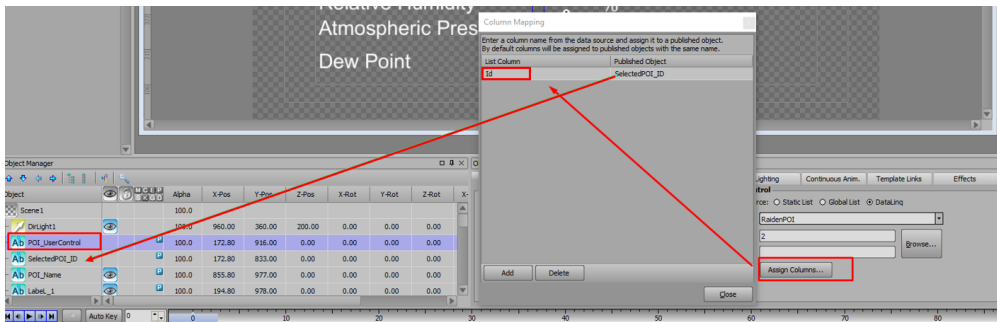 Relative Humidity %
Atmospheric Pres
Dew Point
Column Mapping
Enter a column name from the data source and assign it to a published object.
By default columns will be assigned to published objects with the same name.
List Column Published Object
Id SelectedPOI_ID
Add Delete
Close
Object Manager
Object Alpha X-Pos Y-Pos Z-Pos X-Rot Y-Rot Z-Rot X-
Scene1 100.0
DirLight1 100.0 960.00 360.00 200.00 0.00 0.00 0.00
Ab POI_UserControl P 100.0 172.80 916.00 0.00 0.00 0.00 0.00
Ab SelectedPOI_ID P 100.0 172.80 833.00 0.00 0.00 0.00 0.00
Ab POI_Name P 100.0 855.80 977.00 0.00 0.00 0.00 0.00
Ab Label_1 P 100.0 194.80 978.00 0.00 0.00 0.00 0.00
Lighting Continuous Anim. Template Links Effects
Static List Global List DataLinq
RaidenPOI
2
Browse...
Assign Columns...
Auto Key 0
0 10 20 30 40 50 60 70 80